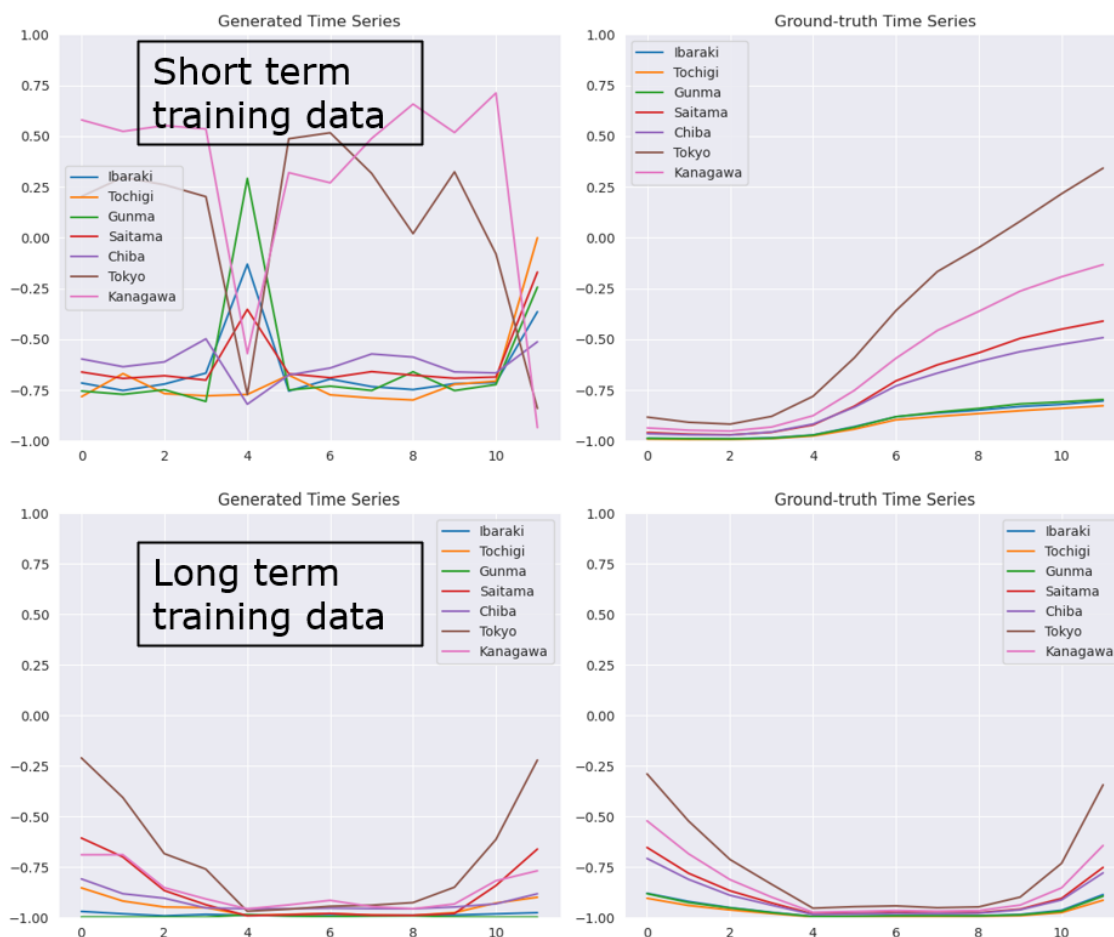 Generated Time Series
Short term
training data
1.00
0.75
0.50
0.25
0.00
−0.25
−0.50
−0.75
−1.00
Ibaraki
Tochigi
Gunma
Saitama
Chiba
Tokyo
Kanagawa
0 2 4 6 8 10
Ground-truth Time Series
1.00
0.75
0.50
0.25
0.00
−0.25
−0.50
−0.75
−1.00
Ibaraki
Tochigi
Gunma
Saitama
Chiba
Tokyo
Kanagawa
0 2 4 6 8 10
Generated Time Series
Long term
training data
1.00
0.75
0.50
0.25
0.00
−0.25
−0.50
−0.75
−1.00
Ibaraki
Tochigi
Gunma
Saitama
Chiba
Tokyo
Kanagawa
0 2 4 6 8 10
Ground-truth Time Series
1.00
0.75
0.50
0.25
0.00
−0.25
−0.50
−0.75
−1.00
Ibaraki
Tochigi
Gunma
Saitama
Chiba
Tokyo
Kanagawa
0 2 4 6 8 10